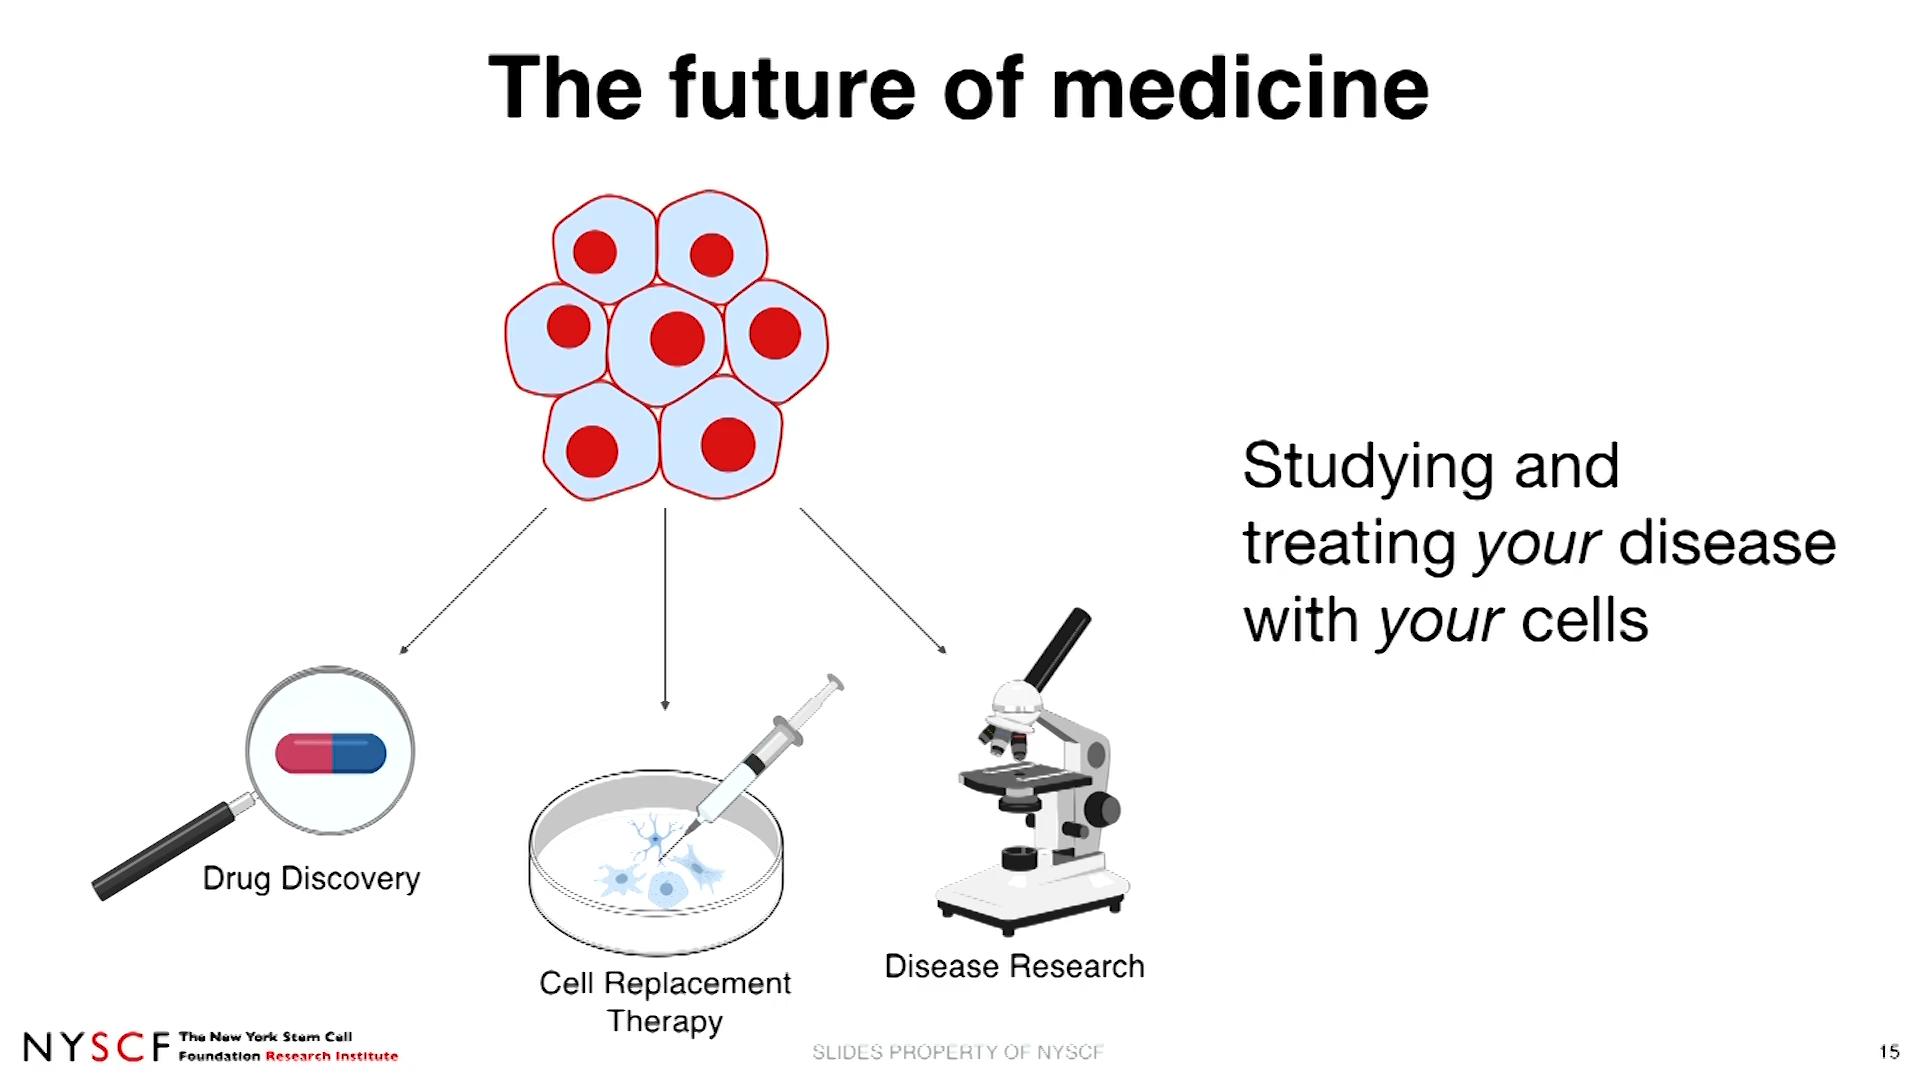 The future of medicine
Studying and
treating your disease
with your cells
Drug Discovery
Cell Replacement
Therapy
Disease Research
NYSCF The New York Stem Cell
Foundation Research Institute
SLIDES PROPERTY OF NYSCF
15